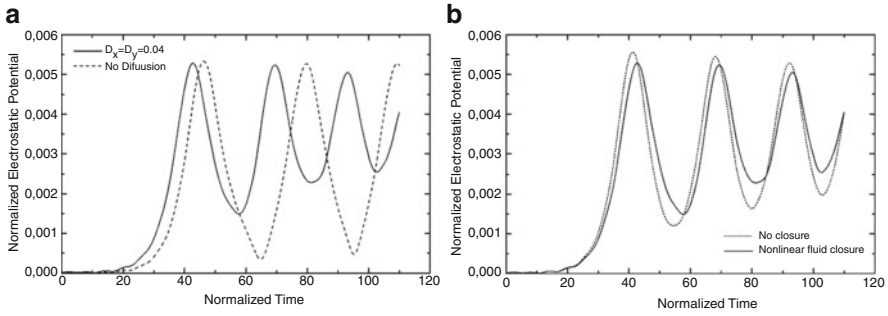 a
0,006
0,005
0,004
0,003
0,002
0,001
0,000
Normalized Electrostatic Potential
Dx=Dy=0.04
No Difuusion
0 20 40 60 80 100 120
Normalized Time
b
0,006
0,005
0,004
0,003
0,002
0,001
0,000
Normalized Electrostatic Potential
No closure
Nonlinear fluid closure
0 20 40 60 80 100 120
Normalized Time